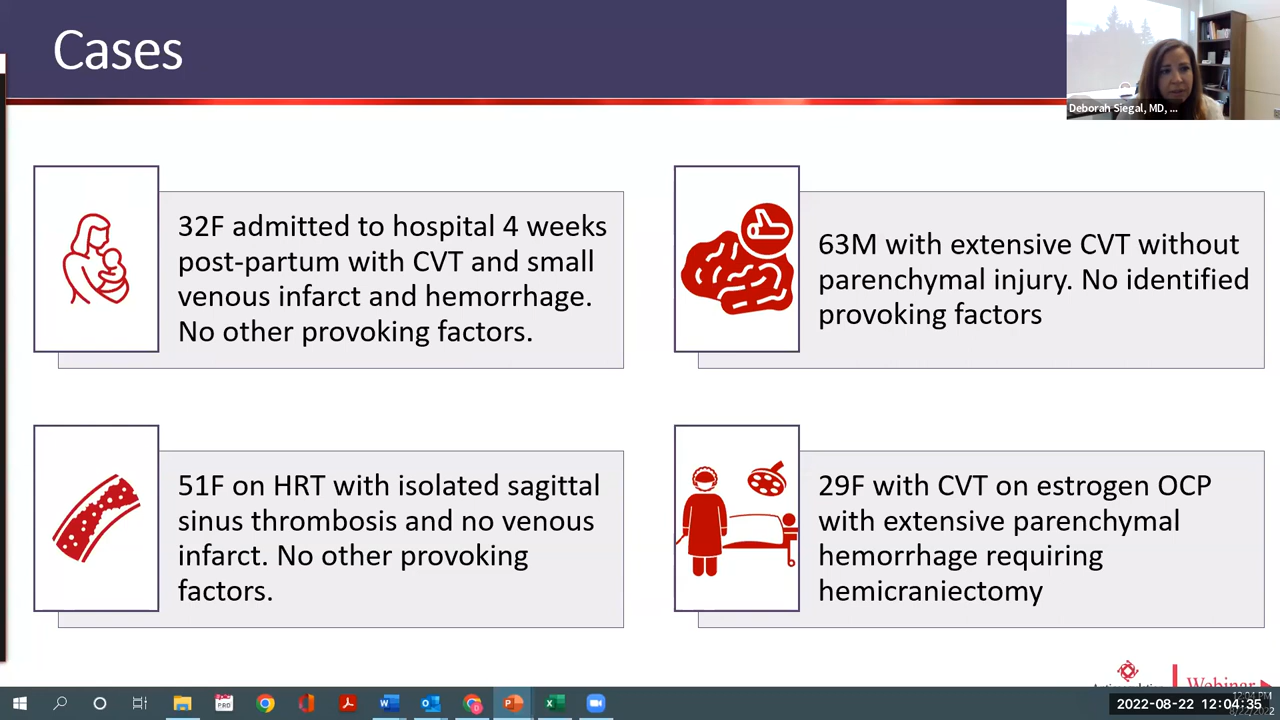 Cases
Deborah Siegal, MD, ...
32F admitted to hospital 4 weeks
post-partum with CVT and small
venous infarct and hemorrhage.
No other provoking factors.
63M with extensive CVT without
parenchymal injury. No identified
provoking factors
51F on HRT with isolated sagittal
sinus thrombosis and no venous
infarct. No other provoking
factors.
29F with CVT on estrogen OCP
with extensive parenchymal
hemorrhage requiring
hemicraniectomy
Webinar
PRO
2022-08-22 12:04:35